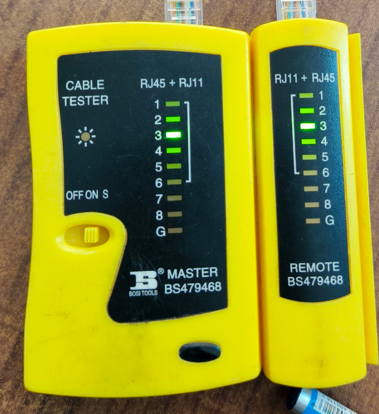 CABLE
TESTER
OFF ON S
RJ45 + RJ11
1
2
3
4
5
6
7
8
G
B®
BOSI TOOLS
MASTER
BS479468
RJ11 + RJ45
1
2
3
4
5
6
7
8
G
REMOTE
BS479468